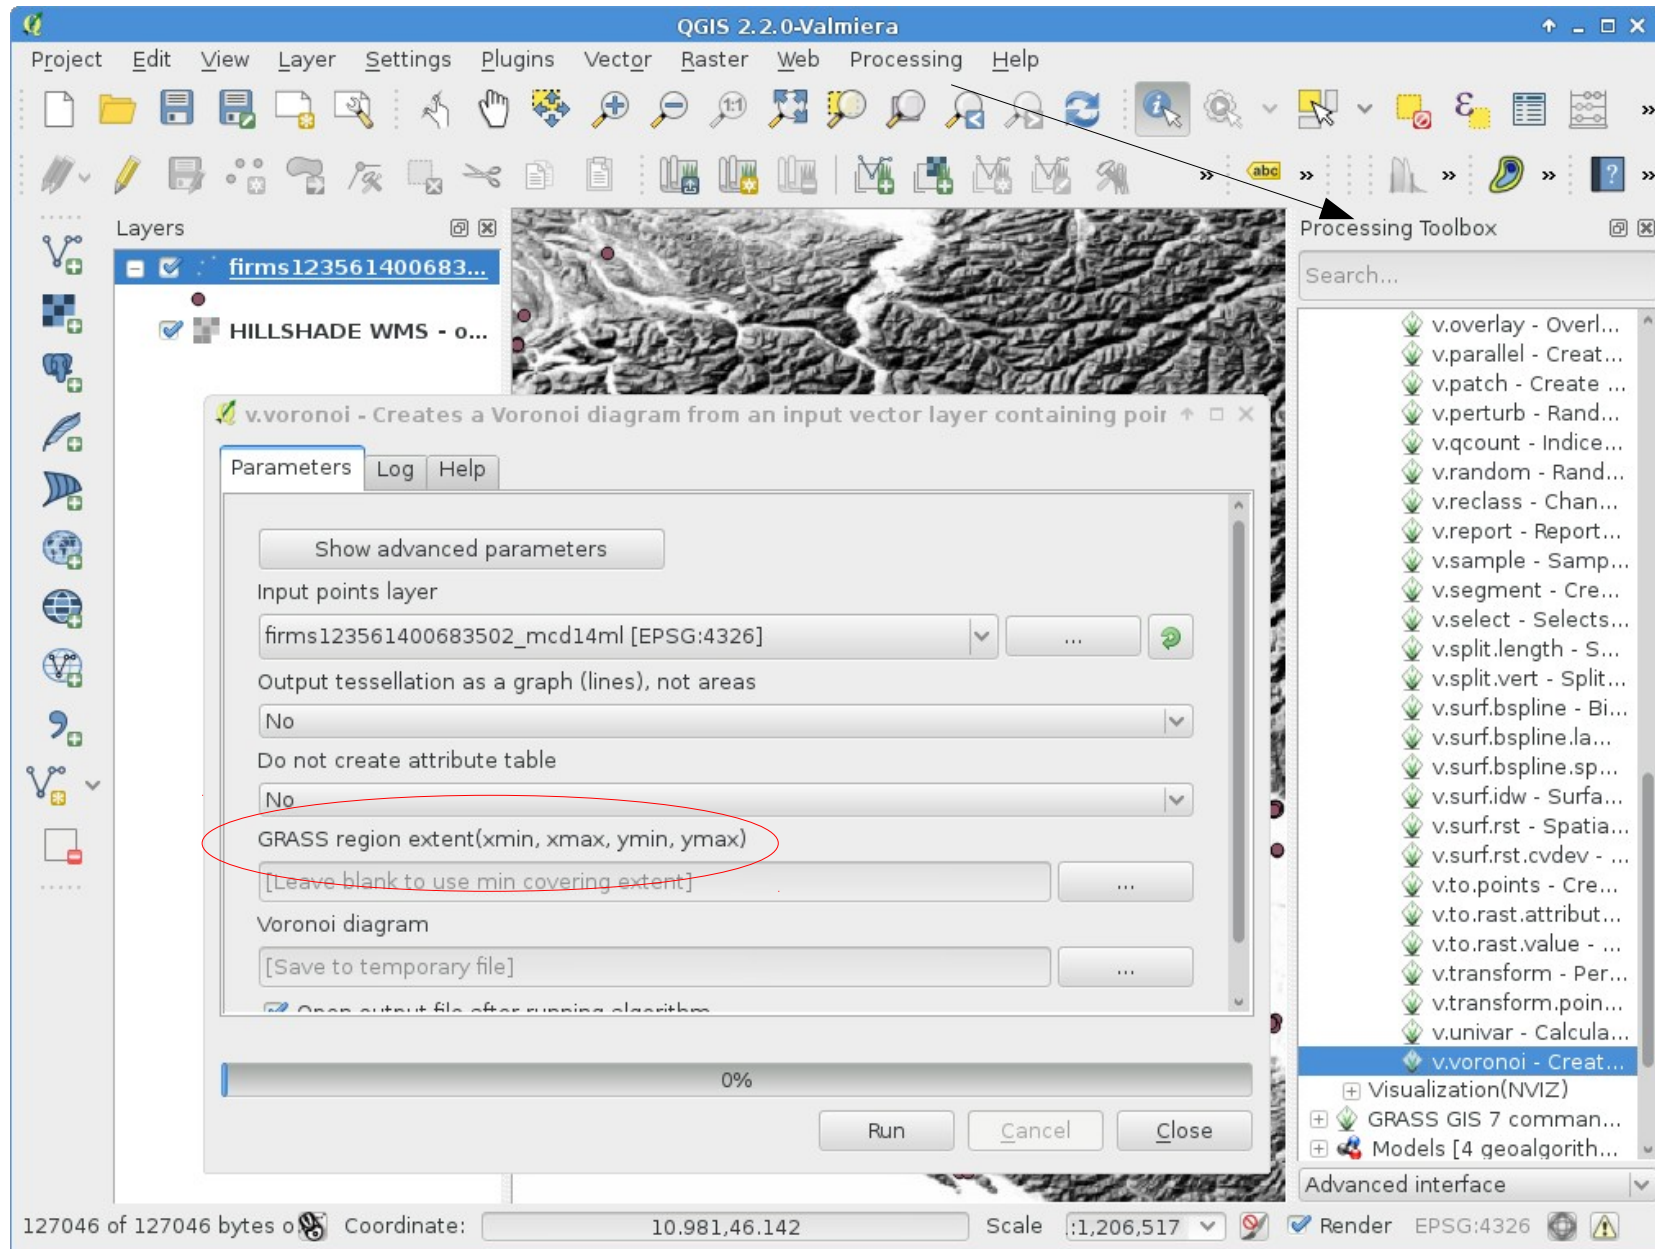 QGIS 2.2.0-Valmiera
Project Edit View Layer Settings Plugins Vector Raster Web Processing Help
1:1
ε
abc
?
Layers
firms123561400683...
HILLSHADE WMS - o...
Processing Toolbox
Search...
v.overlay - Overl...
v.parallel - Creat...
v.patch - Create ...
v.perturb - Rand...
v.qcount - Indice...
v.random - Rand...
v.reclass - Chan...
v.report - Report...
v.sample - Samp...
v.segment - Cre...
v.select - Selects...
v.split.length - S...
v.split.vert - Split...
v.surf.bspline - Bi...
v.surf.bspline.la...
v.surf.bspline.sp...
v.surf.idw - Surfa...
v.surf.rst - Spatia...
v.surf.rst.cvdev - ...
v.to.points - Cre...
v.to.rast.attribut...
v.to.rast.value - ...
v.transform - Per...
v.transform.poin...
v.univar - Calcula...
v.voronoi - Creat...
Visualization(NVIZ)
GRASS GIS 7 comman...
Models [4 geoalgorith...
Advanced interface
v.voronoi - Creates a Voronoi diagram from an input vector layer containing poin
Parameters Log Help
Show advanced parameters
Input points layer
firms123561400683502_mcd14ml [EPSG:4326]
...
Output tessellation as a graph (lines), not areas
No
Do not create attribute table
No
GRASS region extent(xmin, xmax, ymin, ymax)
[Leave blank to use min covering extent]
...
Voronoi diagram
[Save to temporary file]
...
Open output file after running algorithm
0%
Run Cancel Close
127046 of 127046 bytes o
Coordinate: 10.981,46.142 Scale :1,206,517 Render EPSG:4326